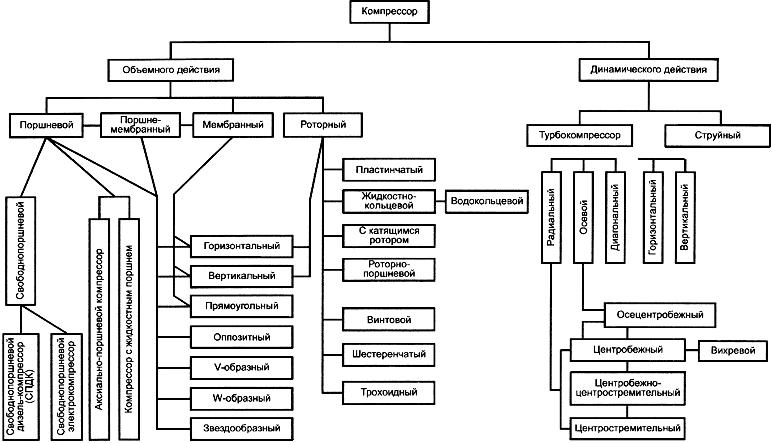 Компрессор
Объемного действия
Динамического действия
Поршневой
Поршне-
мембранный
Мембранный
Роторный
Турбокомпрессор
Струйный
Пластинчатый
Жидкостно-
кольцевой
Водокольцевой
С катящимся
ротором
Роторно-
поршневой
Винтовой
Шестеренчатый
Трохоидный
Горизонтальный
Вертикальный
Прямоугольный
Оппозитный
V-образный
W-образный
Звездообразный
Свободнопоршневой
Свободнопоршневой
дизель-компрессор
(СПДК)
Свободнопоршневой
электрокомпрессор
Аксиально-поршневой компрессор
Компрессор с жидкостным поршнем
Радиальный
Осевой
Диагональный
Горизонтальный
Вертикальный
Осецентробежный
Центробежный
Вихревой
Центробежно-
центростремительный
Центростремительный